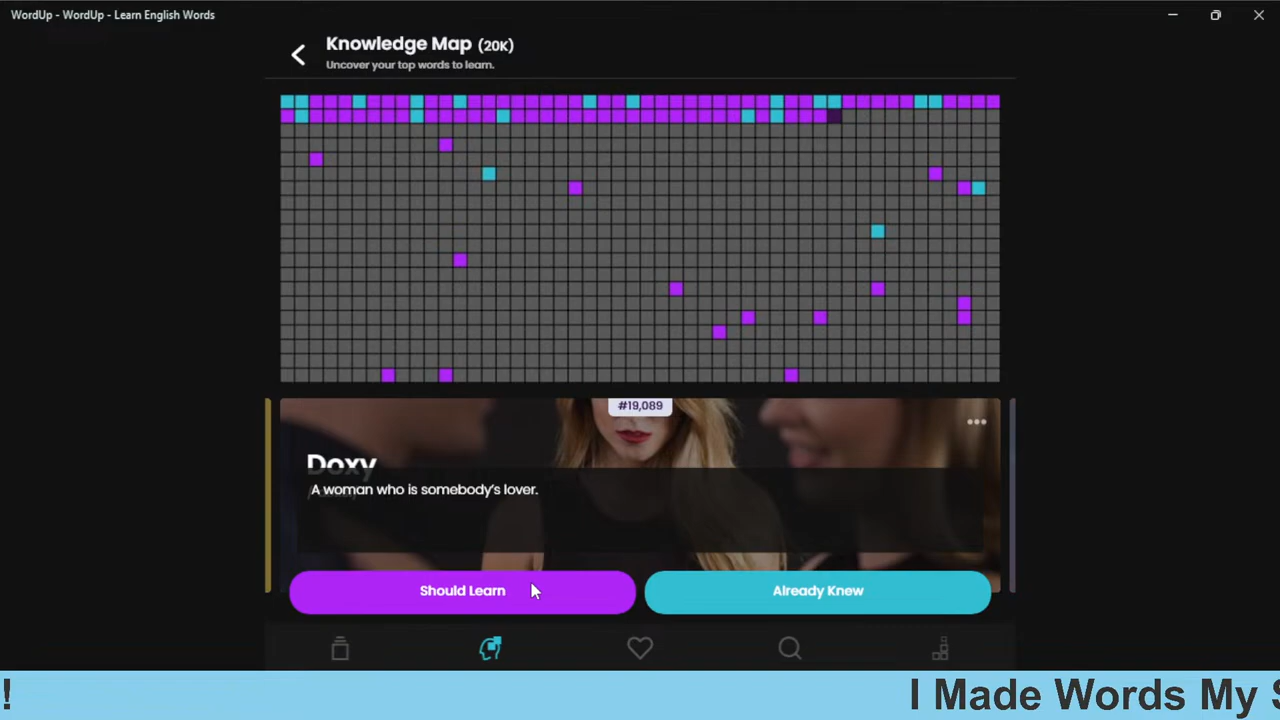 WordUp - WordUp - Learn English Words
Knowledge Map (20K)
Uncover your top words to learn.
#19,089
Doxy
A woman who is somebody's lover.
Should Learn
Already Knew
! I Made Words My S